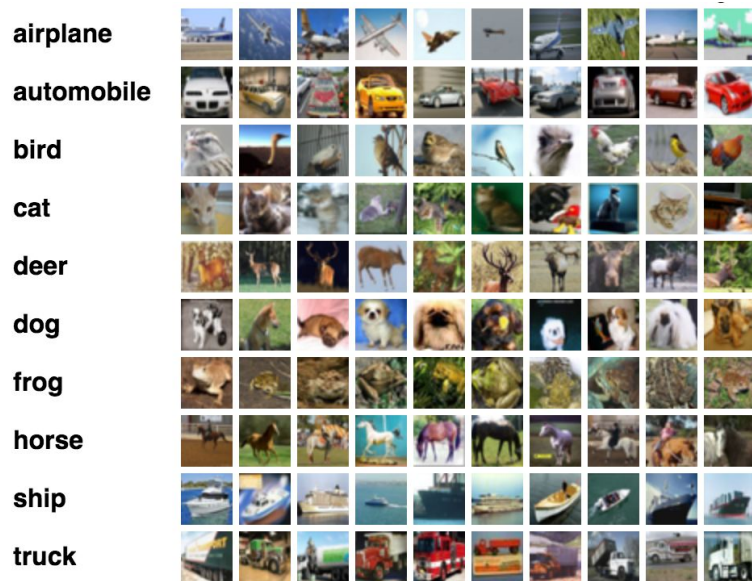 airplane
automobile
bird
cat
deer
dog
frog
horse
ship
truck